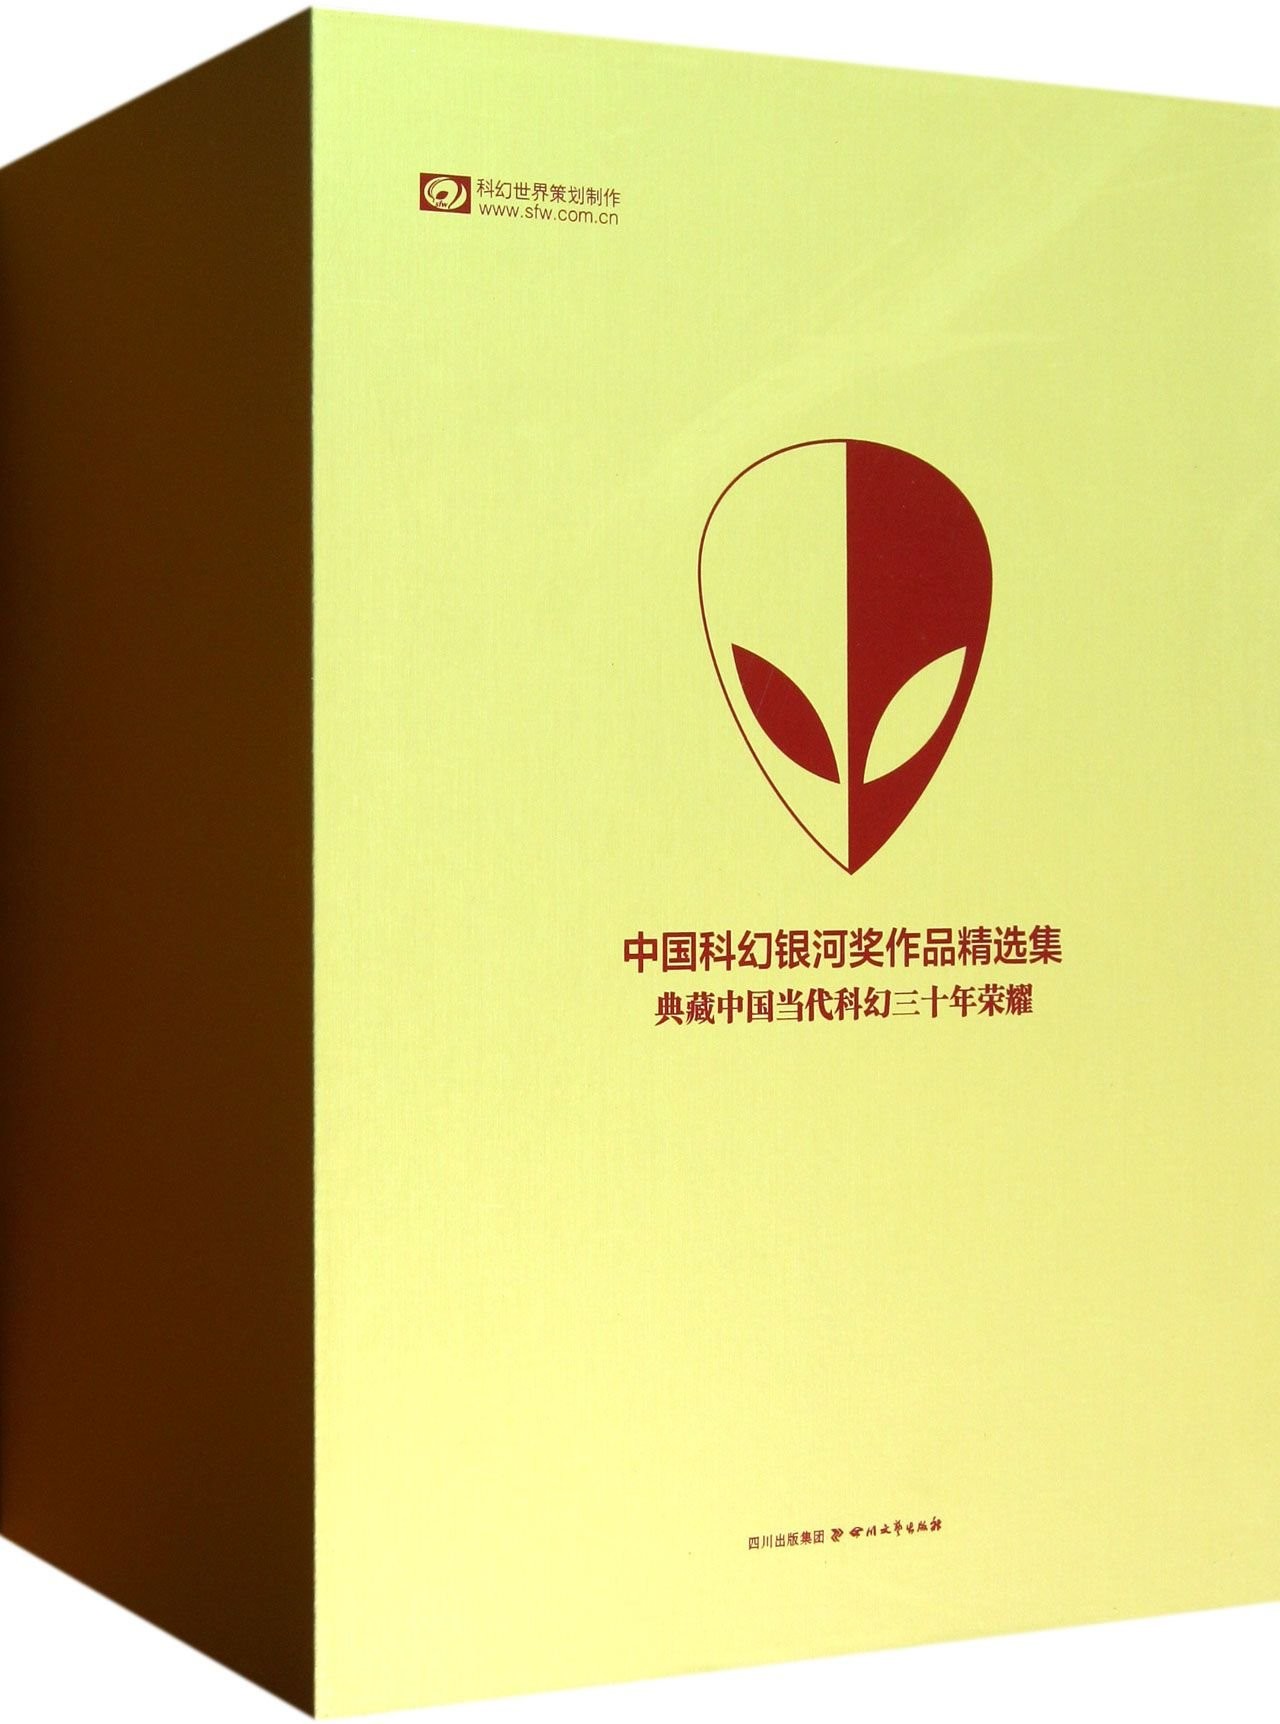 科幻世界策划制作
www.sfw.com.cn
sfw
中国科幻银河奖作品精选集
典藏中国当代科幻三十年荣耀
四川出版集团 四川文艺出版社